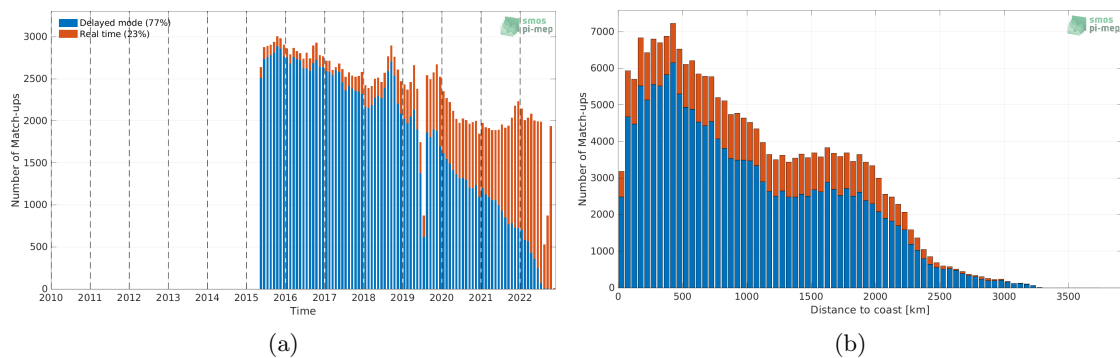 Delayed mode (77%)
Real time (23%)
smos
pi-mep
3000
2500
2000
1500
1000
500
0
Number of Match-ups
2010 2011 2012 2013 2014 2015 2016 2017 2018 2019 2020 2021 2022
Time
(a)
smos
pi-mep
7000
6000
5000
4000
3000
2000
1000
0
Number of Match-ups
0 500 1000 1500 2000 2500 3000 3500
Distance to coast [km]
(b)